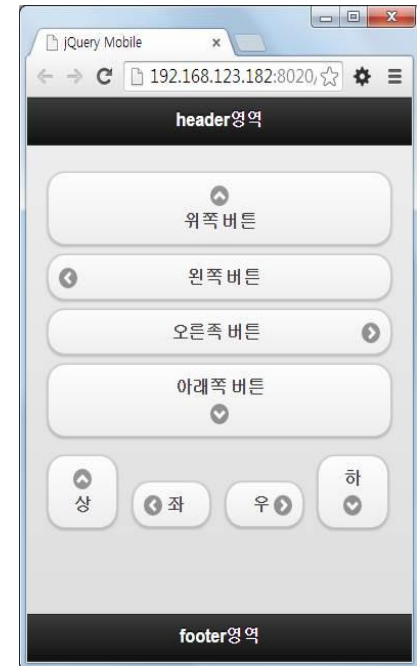 jQuery Mobile
192.168.123.182:8020/
header영역
위쪽 버튼
왼쪽 버튼
오른족 버튼
아래쪽 버튼
상
좌
우
하
footer영역